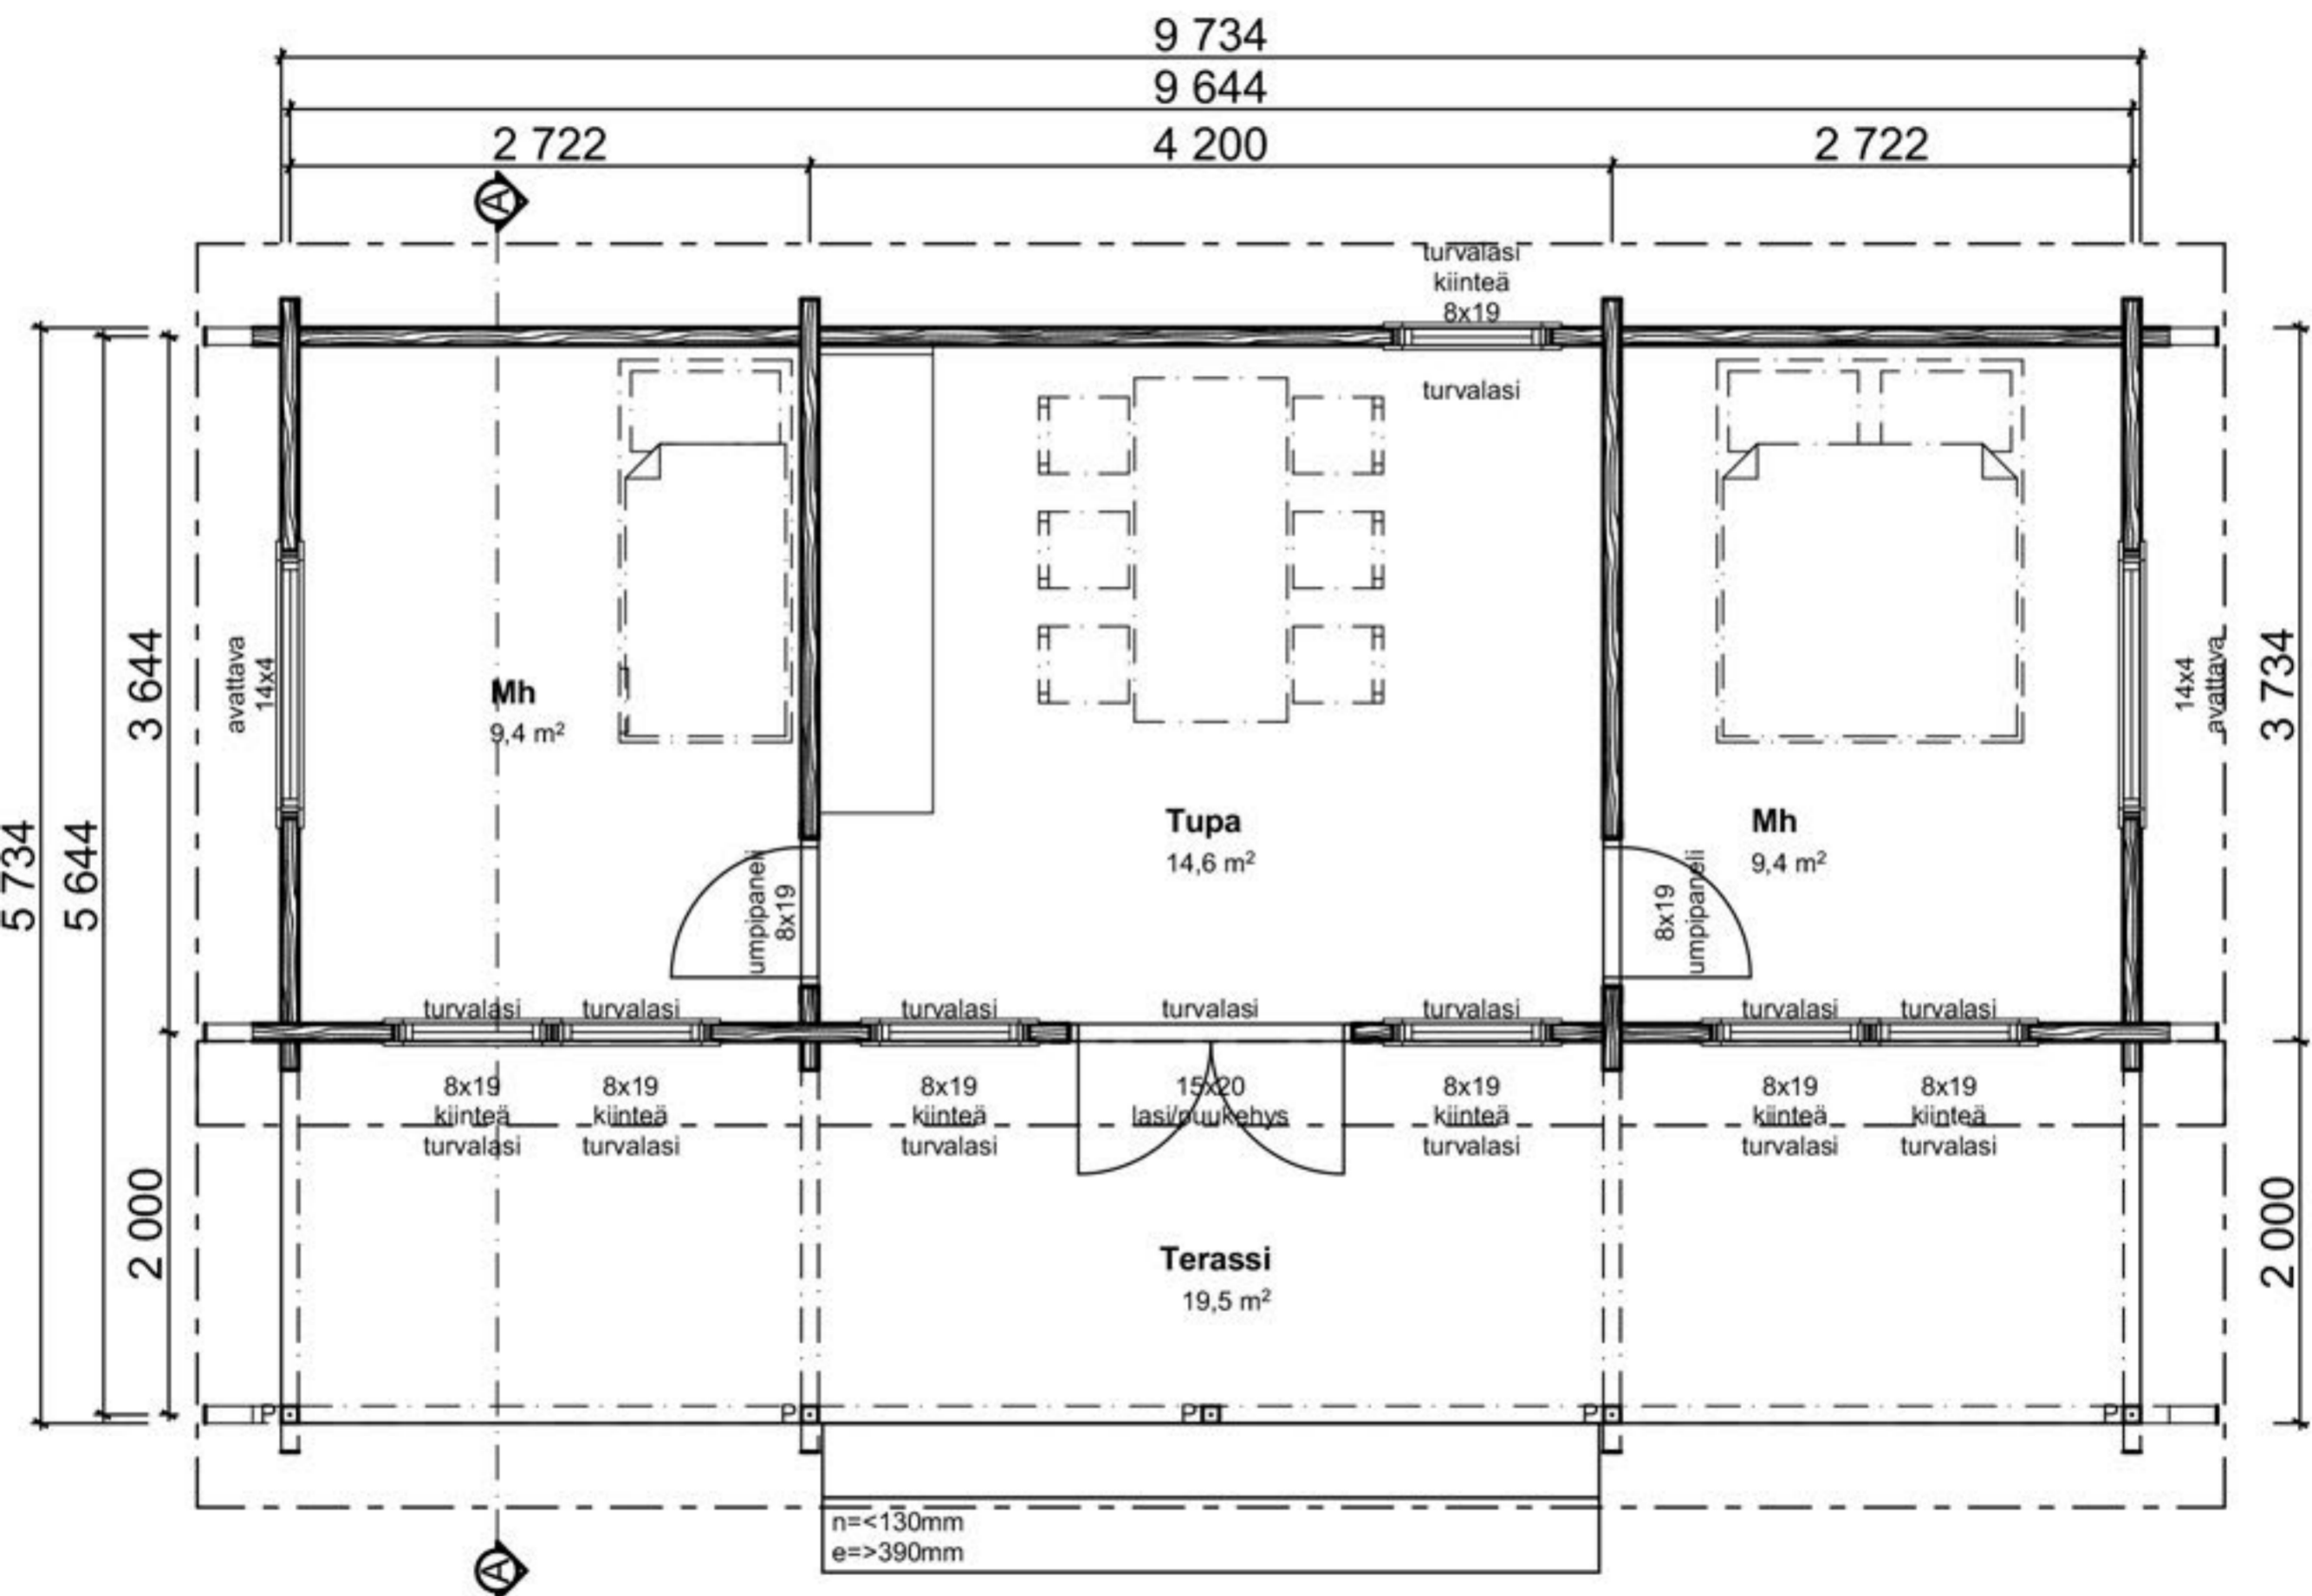 9 734
9 644
2 722
4 200
2 722
A
turvalasi
kiinteä
8x19
turvalasi
avattava
14x4
Mh
9,4 m²
3 644
5 734
5 644
2 000
umpipaneli
8x19
Tupa
14,6 m²
8x19
umpipaneli
Mh
9,4 m²
14x4
avattava
3 734
2 000
turvalasi
turvalasi
turvalasi
turvalasi
turvalasi
turvalasi
turvalasi
8x19
kiinteä
turvalasi
8x19
kiinteä
turvalasi
8x19
kiinteä
turvalasi
15x20
lasi/puukehys
8x19
kiinteä
turvalasi
8x19
kiinteä
turvalasi
8x19
kiinteä
turvalasi
Terassi
19,5 m²
P
P
P
P
P
n=<130mm
e=>390mm
A